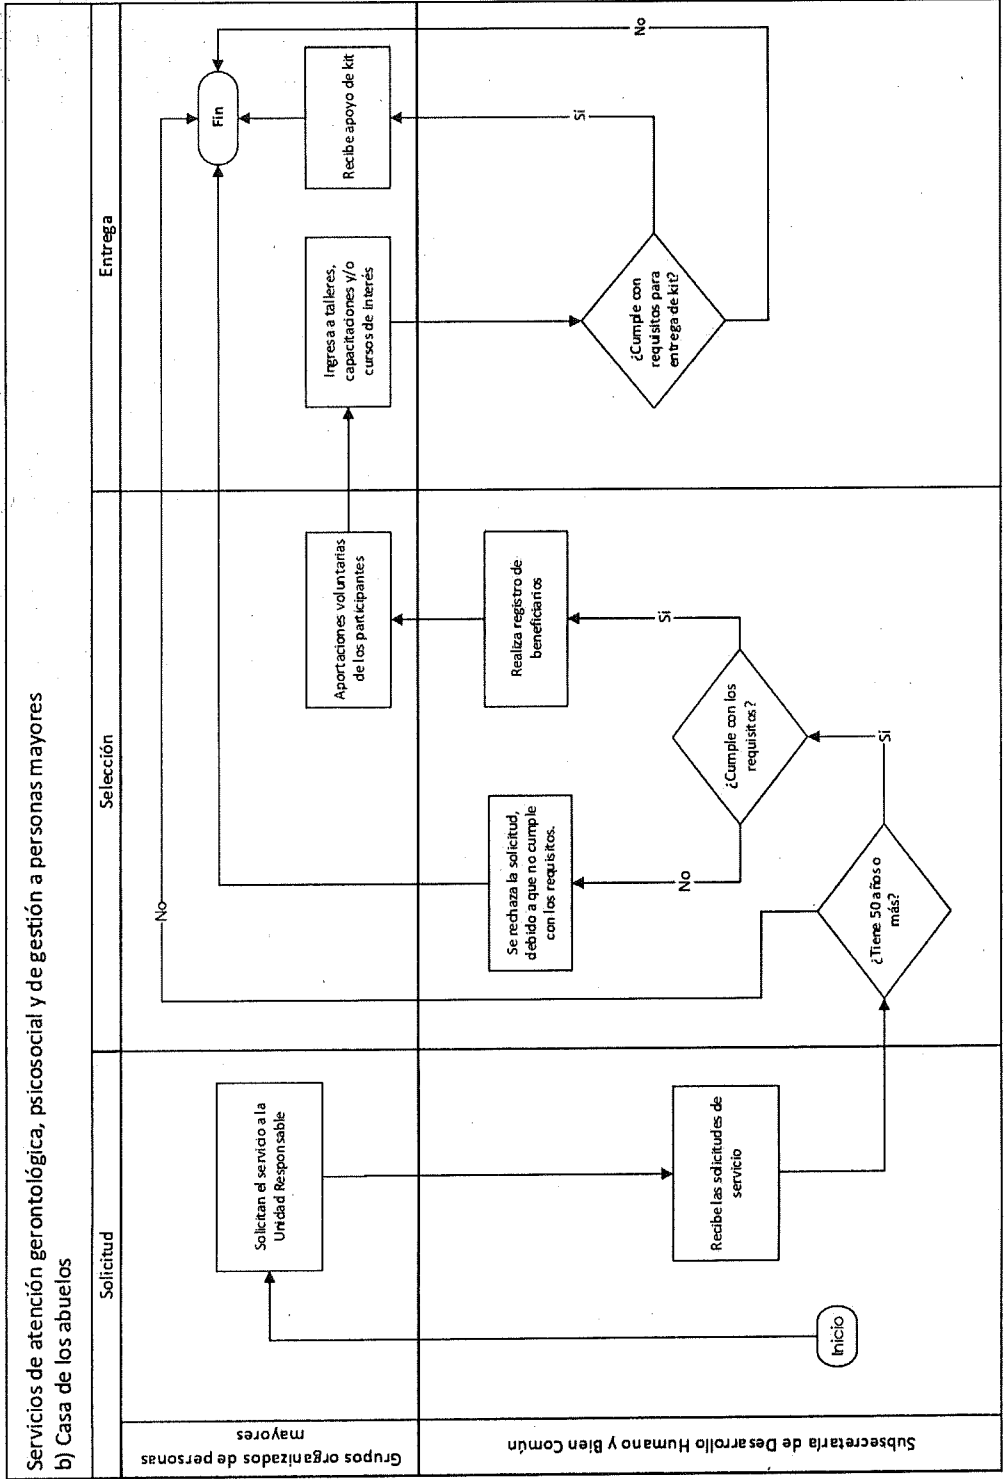 Servicios de atención gerontológica, psicosocial y de gestión a personas mayores
b) Casa de los abuelos
Solicitud
Selección
Entrega
Grupos organizados de personas
mayores
Subsecretaría de Desarrollo Humano y Bien Común
Inicio
Solicitan el servicio a la
Unidad Responsable
Recibe las solicitudes de
servicio
¿Tiene 50 años o
más?
No
Si
¿Cumple con los
requisitos?
No
Si
Se rechaza la solicitud,
debido a que no cumple
con los requisitos.
Realiza registro de
beneficiarios
Aportaciones voluntarias
de los participantes
Ingresa a talleres,
capacitaciones y/o
cursos de interés
¿Cumple con
requisitos para
entrega de kit?
Si
No
Recibe apoyo de kit
Fin